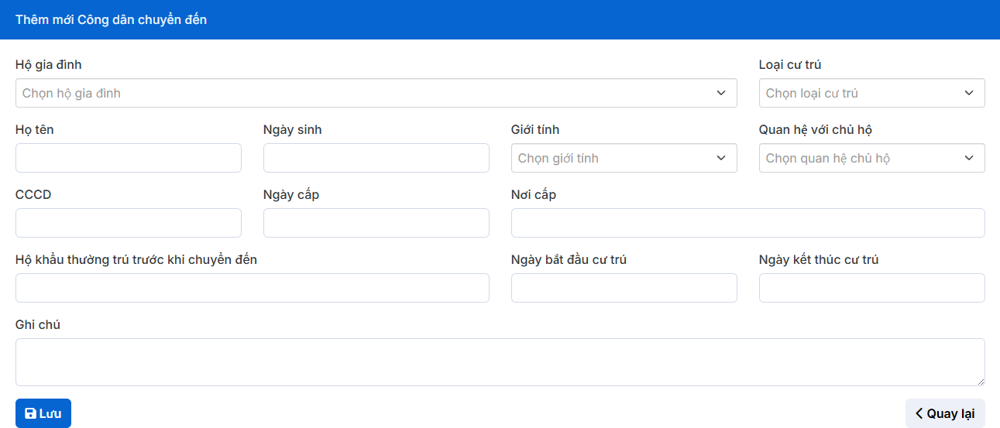 Thêm mới Công dân chuyển đến
Hộ gia đình
Loại cư trú
Chọn hộ gia đình
Chọn loại cư trú
Họ tên
Ngày sinh
Giới tính
Quan hệ với chủ hộ
Chọn giới tính
Chọn quan hệ chủ hộ
CCCD
Ngày cấp
Nơi cấp
Hộ khẩu thường trú trước khi chuyển đến
Ngày bắt đầu cư trú
Ngày kết thúc cư trú
Ghi chú
Lưu
Quay lại